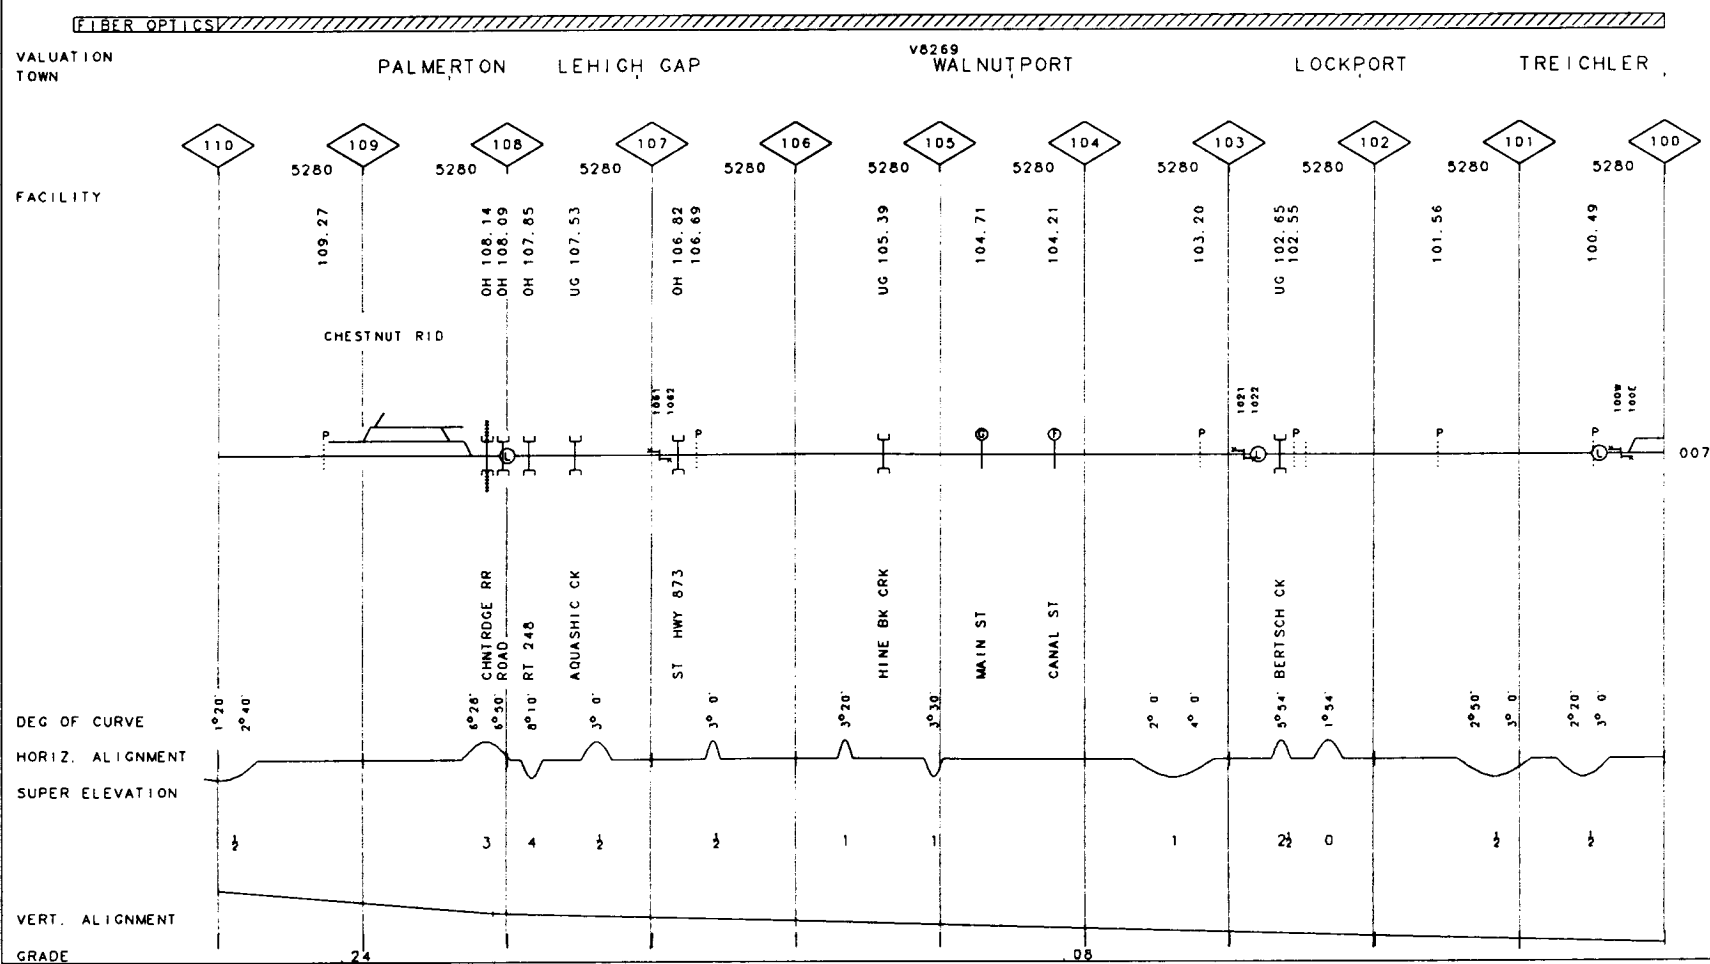 FIBER OPTICS
VALUATION V8269
TOWN PALMERTON LEHIGH GAP WALNUTPORT LOCKPORT TREICHLER
110 109 108 107 106 105 104 103 102 101 100
5280 5280 5280 5280 5280 5280 5280 5280 5280 5280
FACILITY
109.27
OH 108.14
OH 108.09
OH 107.85
UG 107.53
OH 106.82
106.69
UG 105.39
104.71
104.21
103.20
UG 102.65
102.55
101.56
100.49
CHESTNUT RID
1061
1062
1021
1022
100W
100E
P L P G F P L P P P L
007
CHNTRDGE RR
ROAD
RT 248
AQUASHIC CK
ST HWY 873
HINE BK CRK
MAIN ST
CANAL ST
BERTSCH CK
DEG OF CURVE 1°20' 2°40' 6°26' 6°50' 8°10' 3° 0' 3° 0' 3°20' 3°30' 2° 0' 4° 0' 5°54' 1°54' 2°50' 3° 0' 2°20' 3° 0'
HORIZ. ALIGNMENT
SUPER ELEVATION
½ 3 4 ½ ½ 1 1 1 2½ 0 ½ ½
VERT. ALIGNMENT
GRADE .24 .08